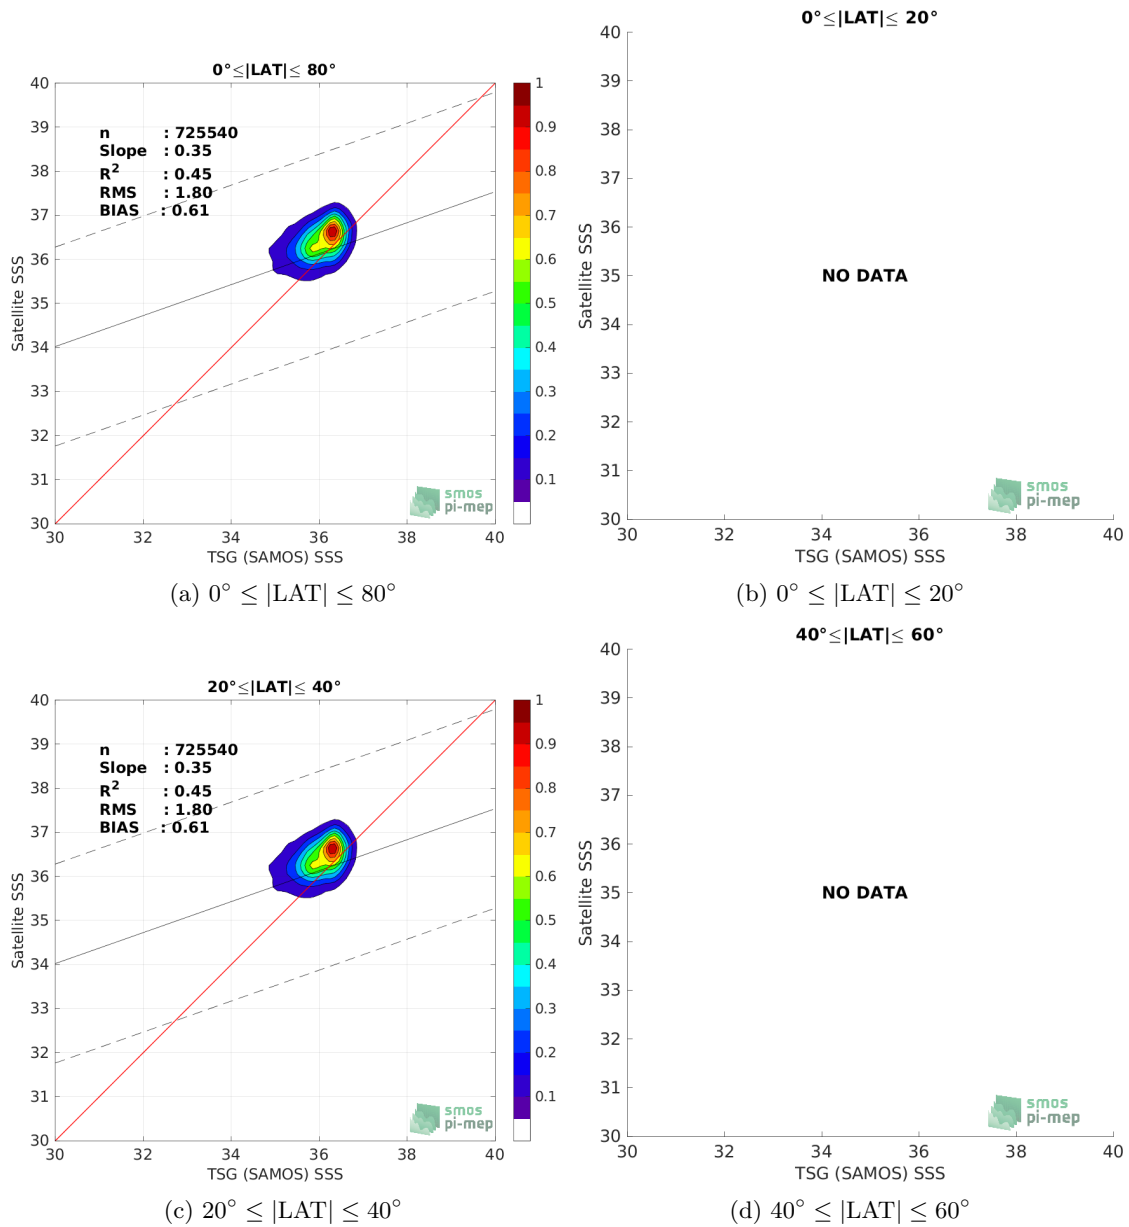 0°≤|LAT|≤ 80°
40
39
38
37
36
35
34
33
32
31
30
Satellite SSS
n : 725540
Slope : 0.35
R² : 0.45
RMS : 1.80
BIAS : 0.61
smos
pi-mep
30 32 34 36 38 40
TSG (SAMOS) SSS
1
0.9
0.8
0.7
0.6
0.5
0.4
0.3
0.2
0.1
(a) 0° ≤ |LAT| ≤ 80°
0°≤|LAT|≤ 20°
40
39
38
37
36
35
34
33
32
31
30
Satellite SSS
NO DATA
smos
pi-mep
30 32 34 36 38 40
TSG (SAMOS) SSS
(b) 0° ≤ |LAT| ≤ 20°
20°≤|LAT|≤ 40°
40
39
38
37
36
35
34
33
32
31
30
Satellite SSS
n : 725540
Slope : 0.35
R² : 0.45
RMS : 1.80
BIAS : 0.61
smos
pi-mep
30 32 34 36 38 40
TSG (SAMOS) SSS
1
0.9
0.8
0.7
0.6
0.5
0.4
0.3
0.2
0.1
(c) 20° ≤ |LAT| ≤ 40°
40°≤|LAT|≤ 60°
40
39
38
37
36
35
34
33
32
31
30
Satellite SSS
NO DATA
smos
pi-mep
30 32 34 36 38 40
TSG (SAMOS) SSS
(d) 40° ≤ |LAT| ≤ 60°